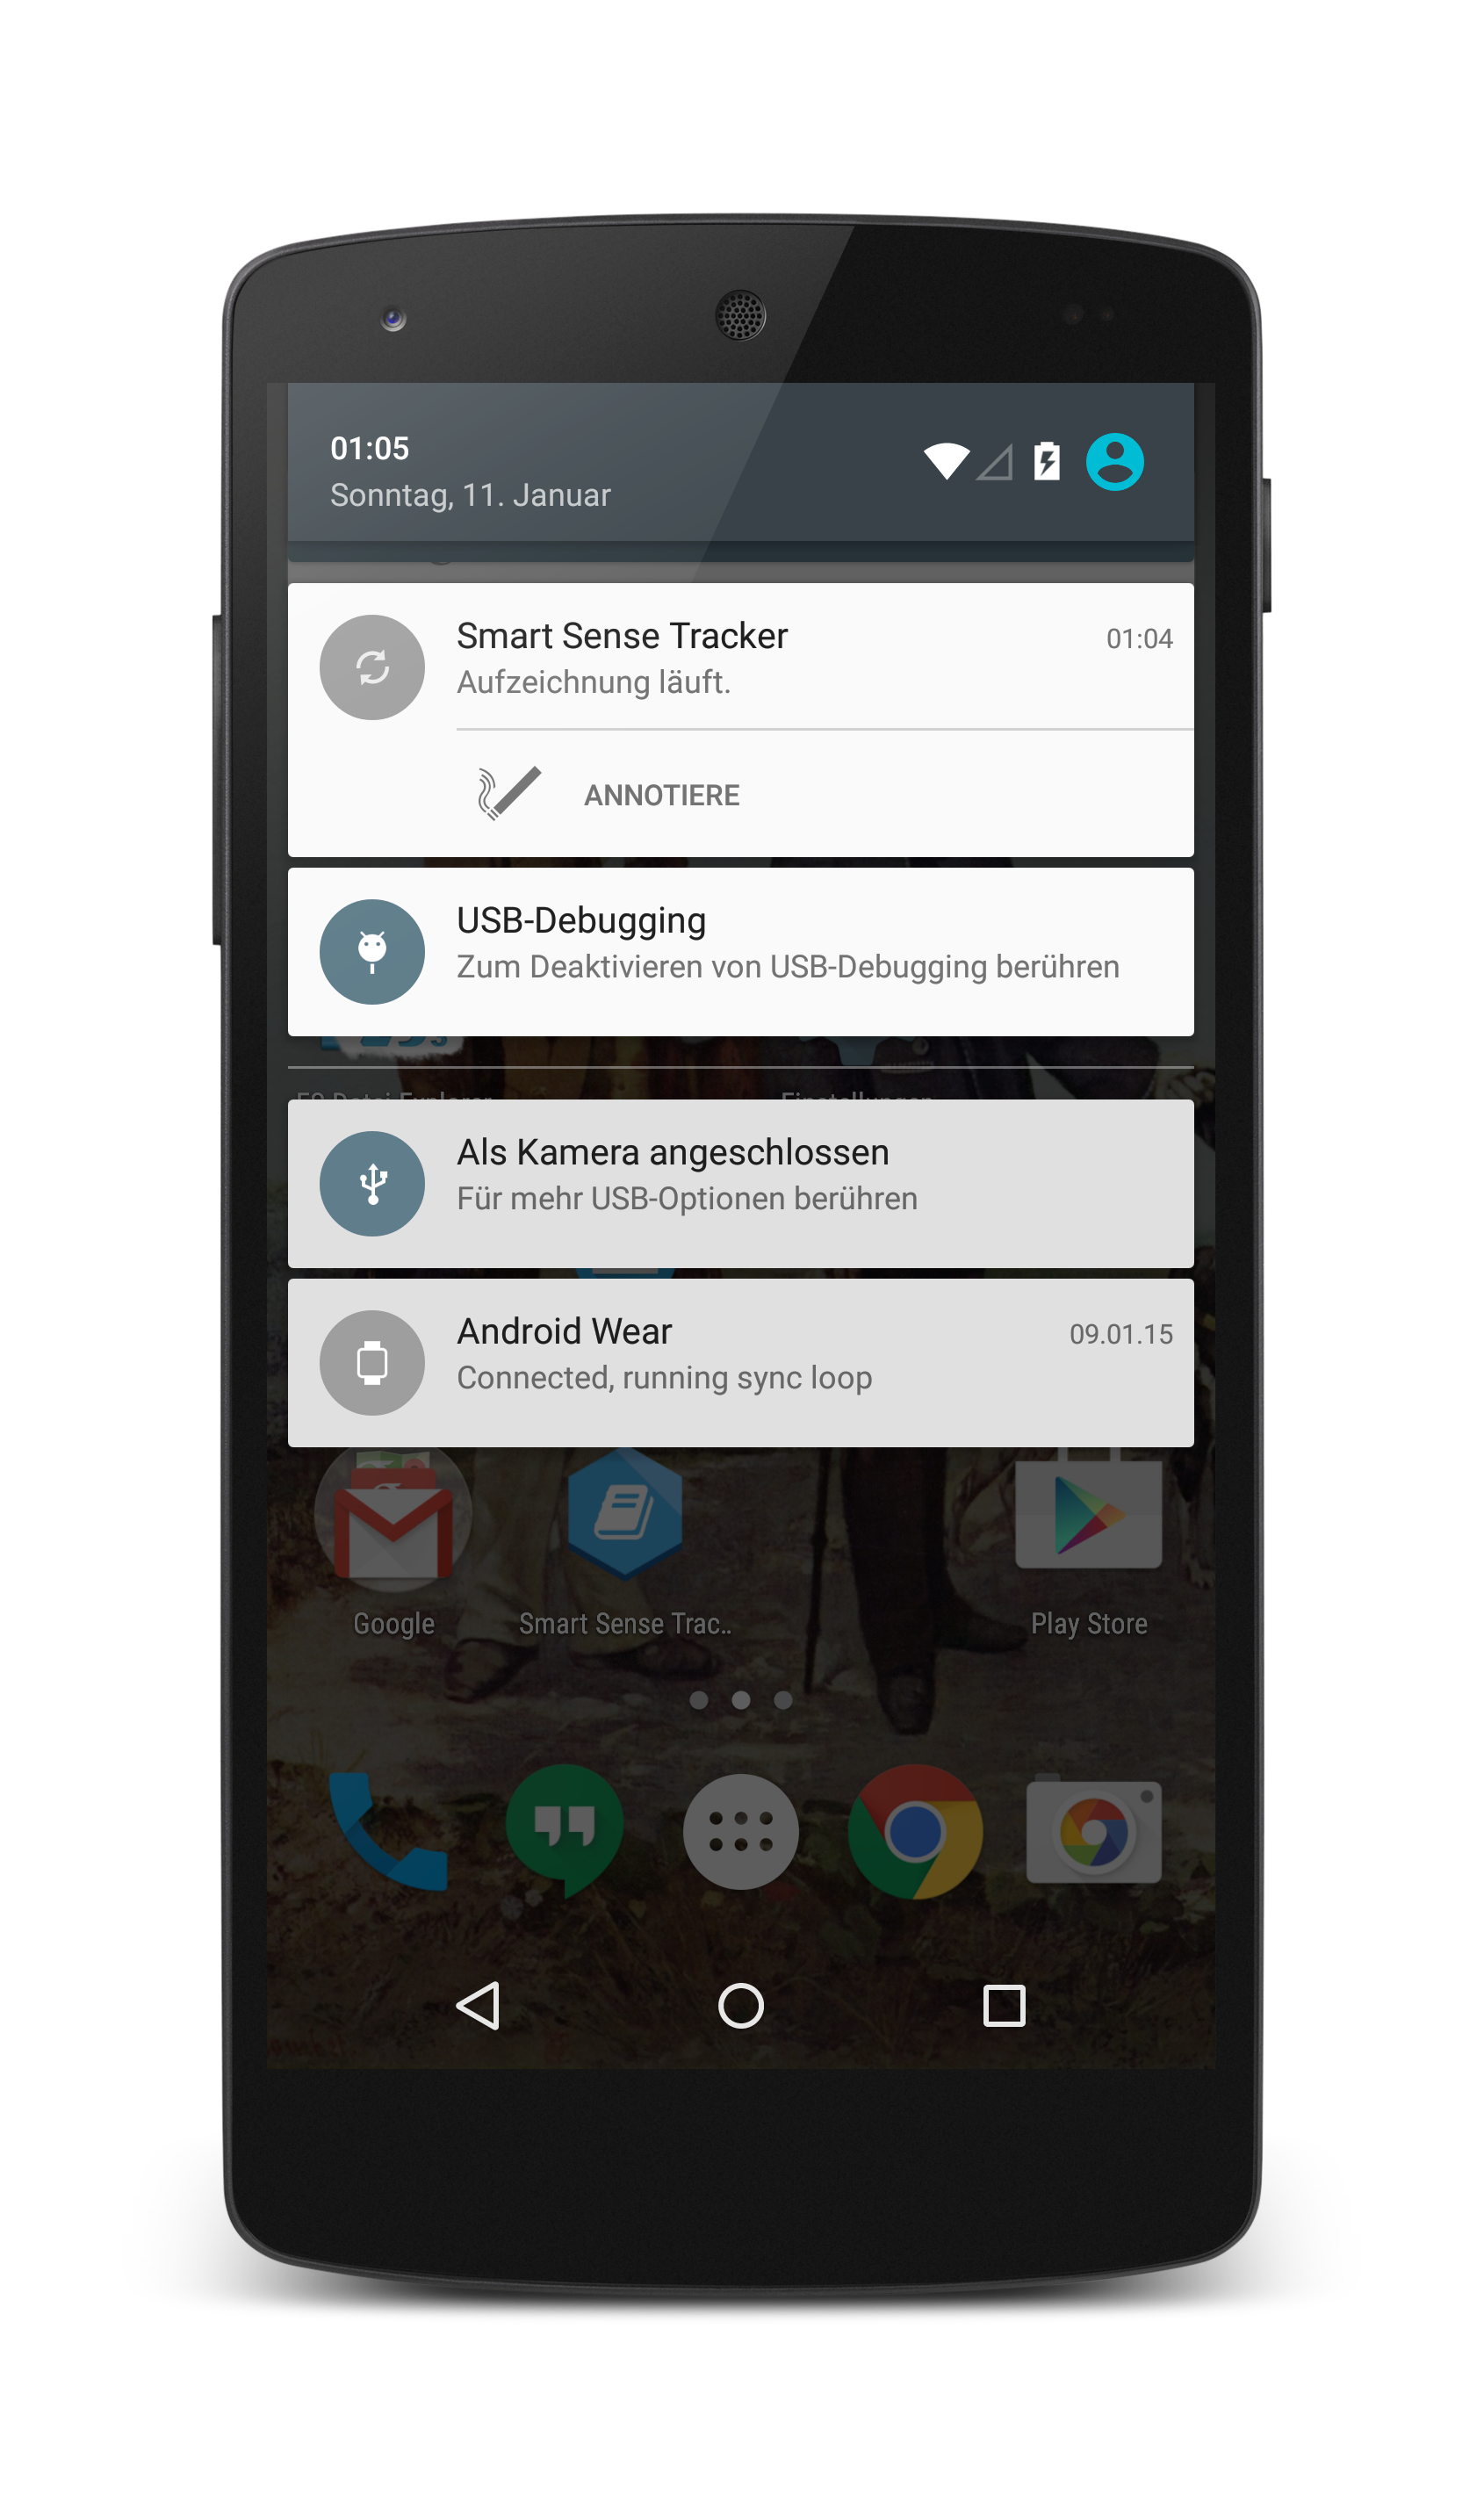 01:05
Sonntag, 11. Januar
Smart Sense Tracker
01:04
Aufzeichnung läuft.
ANNOTIERE
USB-Debugging
Zum Deaktivieren von USB-Debugging berühren
Einstellungen
Als Kamera angeschlossen
Für mehr USB-Optionen berühren
Android Wear
09.01.15
Connected, running sync loop
Google
Smart Sense Trac..
Play Store